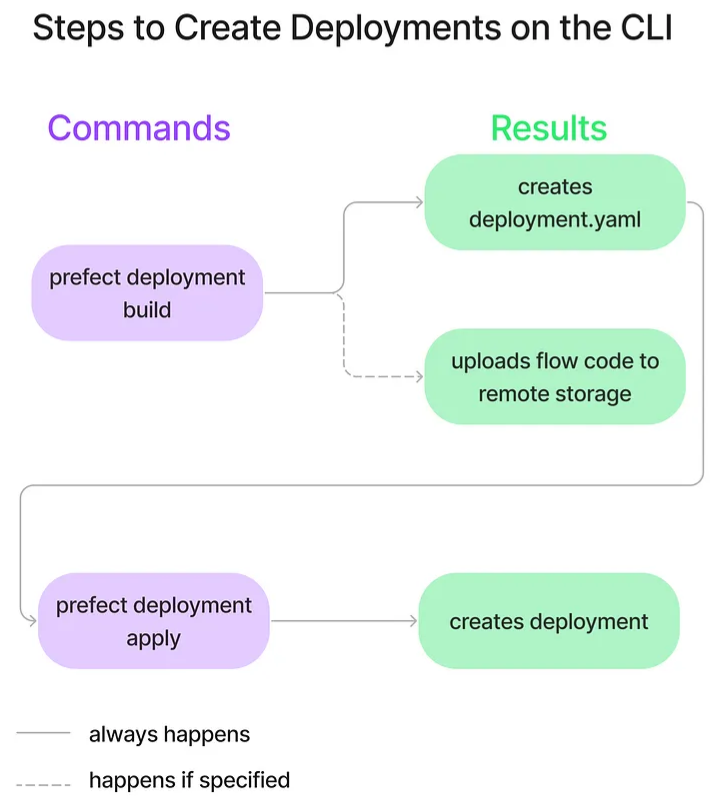 Steps to Create Deployments on the CLI
Commands
Results
creates
deployment.yaml
prefect deployment
build
uploads flow code to
remote storage
prefect deployment
apply
creates deployment
always happens
happens if specified